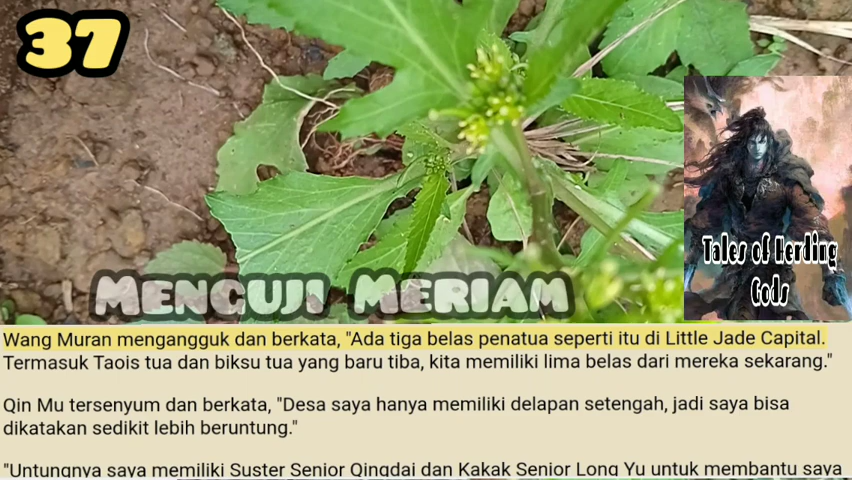 37
Tales of Herding
Gods
MENGUJI MERIAM
Wang Muran mengangguk dan berkata, "Ada tiga belas penatua seperti itu di Little Jade Capital.
Termasuk Taois tua dan biksu tua yang baru tiba, kita memiliki lima belas dari mereka sekarang."
Qin Mu tersenyum dan berkata, "Desa saya hanya memiliki delapan setengah, jadi saya bisa
dikatakan sedikit lebih beruntung."
"Untungnya saya memiliki Suster Senior Qingdai dan Kakak Senior Long Yu untuk membantu saya